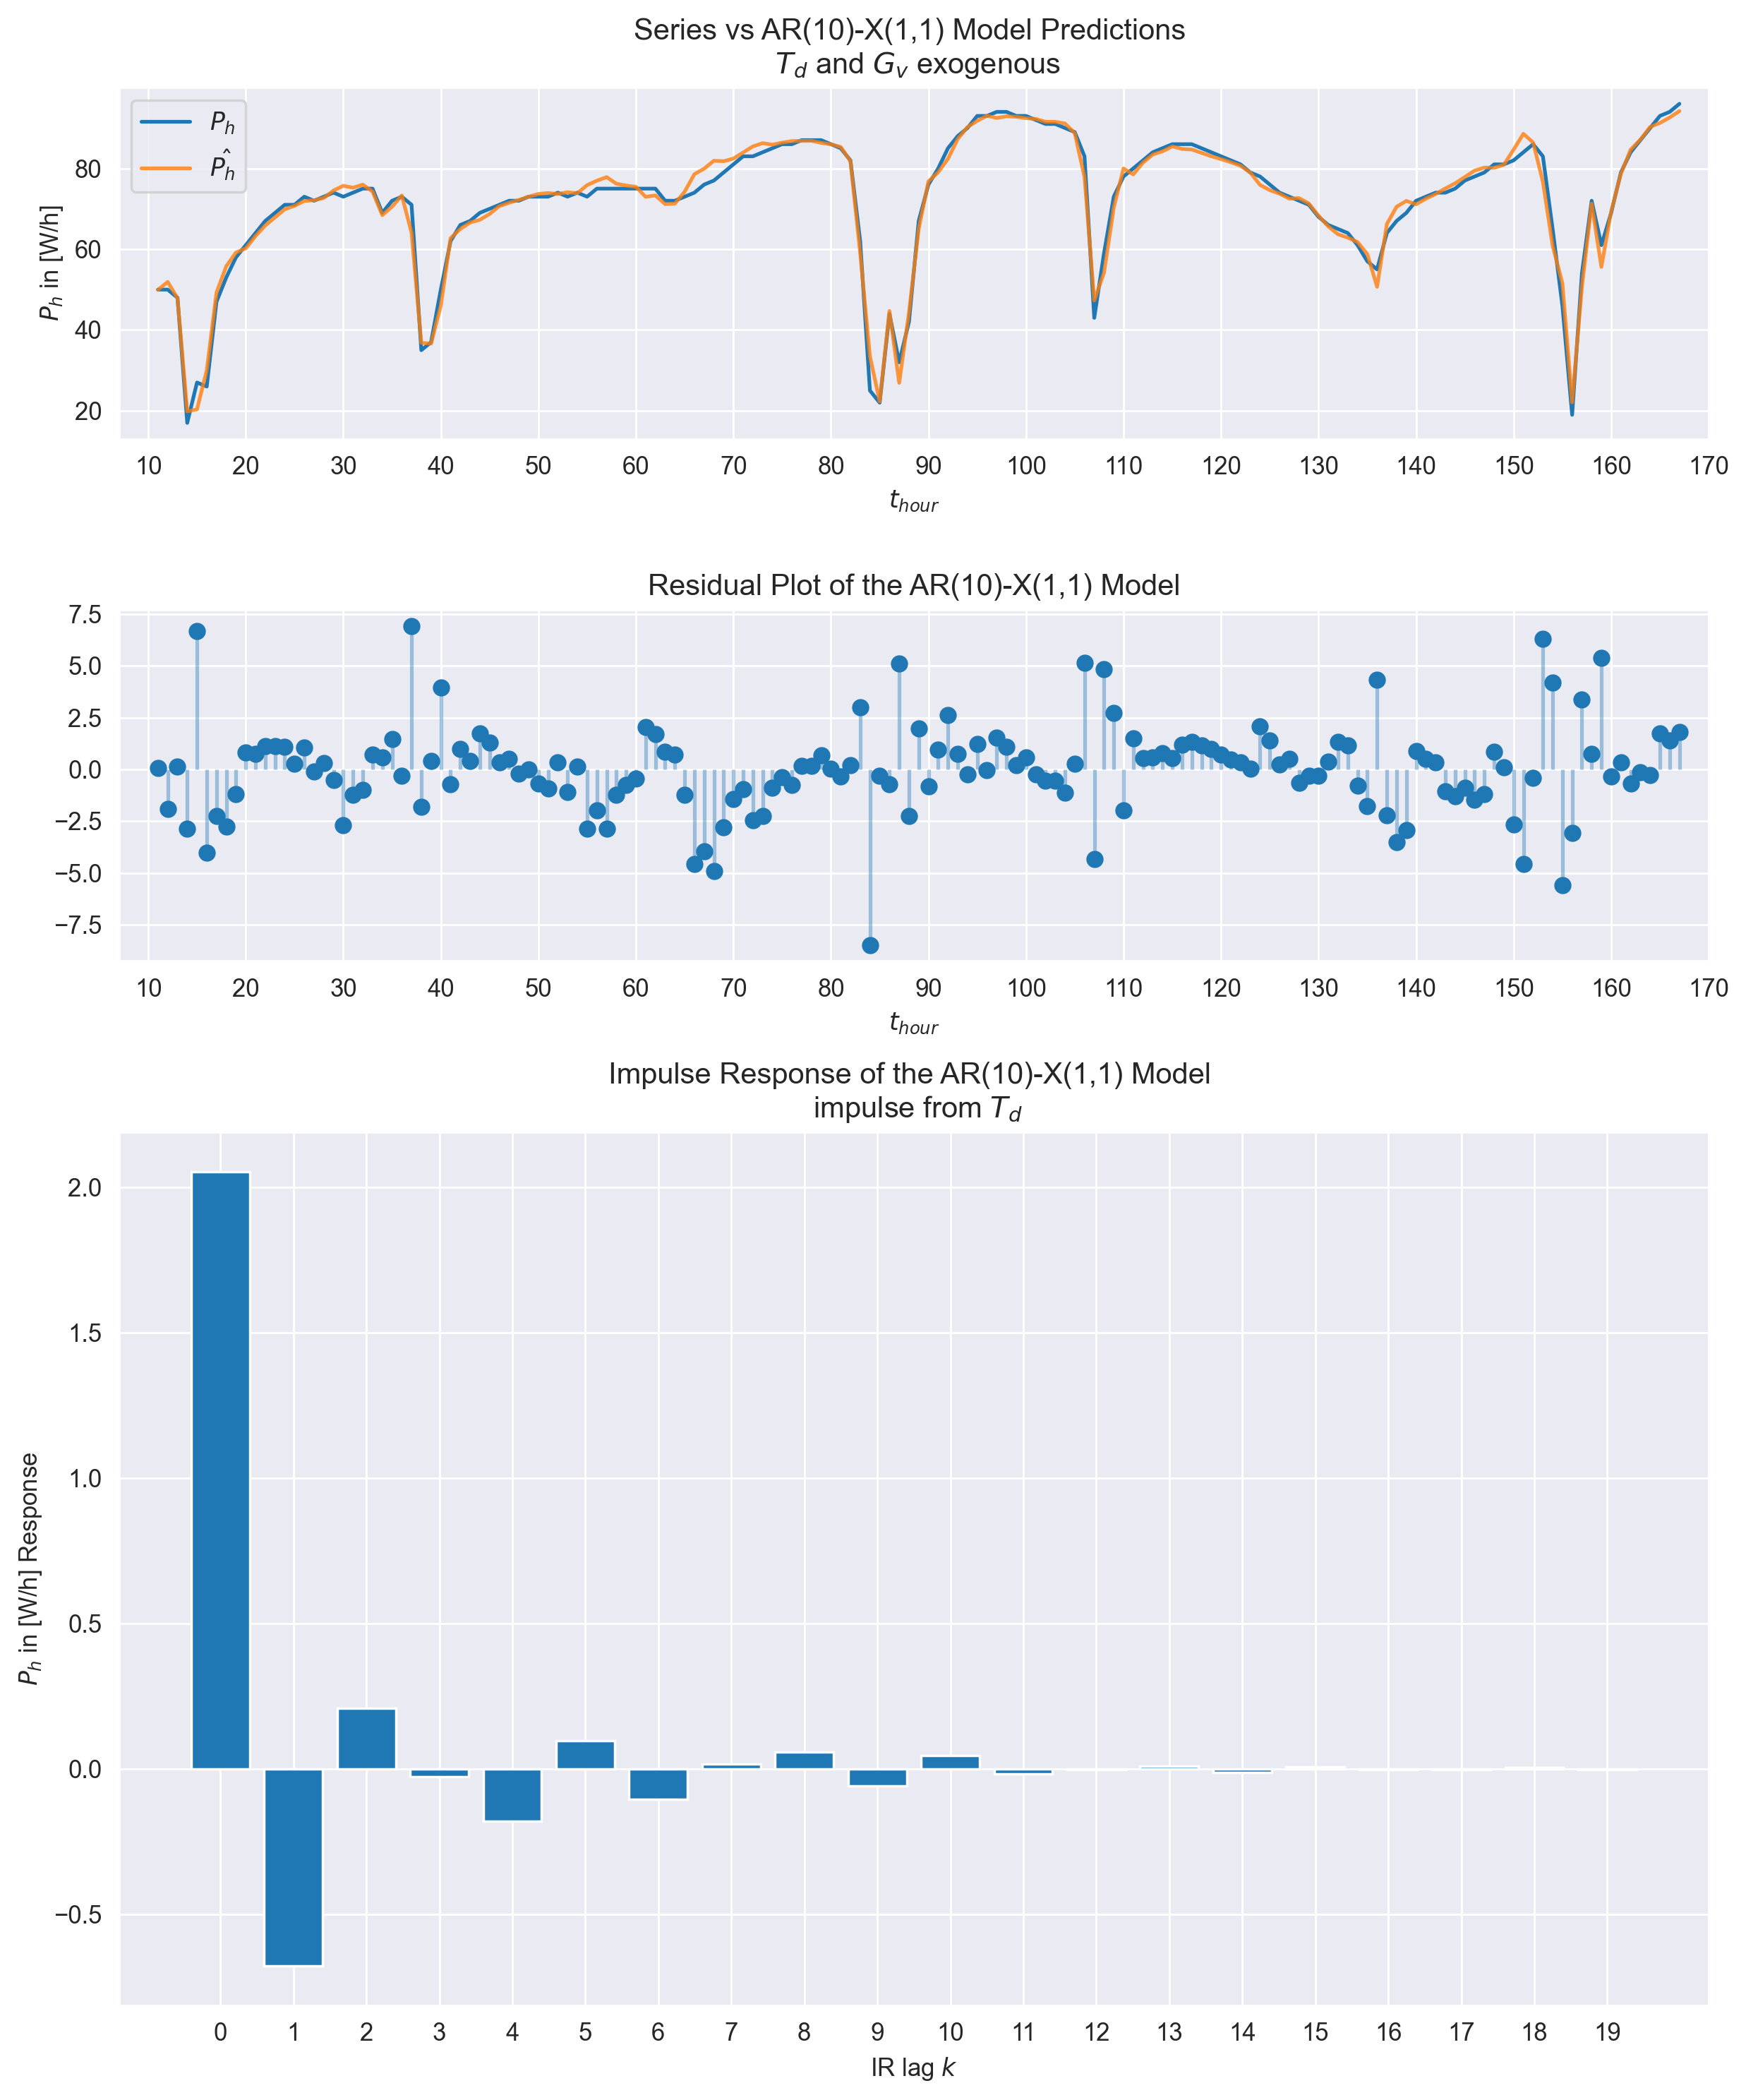 Series vs AR(10)-X(1,1) Model Predictions
T_d and G_v exogenous
P_h
P̂_h
P_h in [W/h]
80
60
40
20
10 20 30 40 50 60 70 80 90 100 110 120 130 140 150 160 170
t_hour
Residual Plot of the AR(10)-X(1,1) Model
7.5
5.0
2.5
0.0
−2.5
−5.0
−7.5
10 20 30 40 50 60 70 80 90 100 110 120 130 140 150 160 170
t_hour
Impulse Response of the AR(10)-X(1,1) Model
impulse from T_d
P_h in [W/h] Response
2.0
1.5
1.0
0.5
0.0
−0.5
0 1 2 3 4 5 6 7 8 9 10 11 12 13 14 15 16 17 18 19
IR lag k